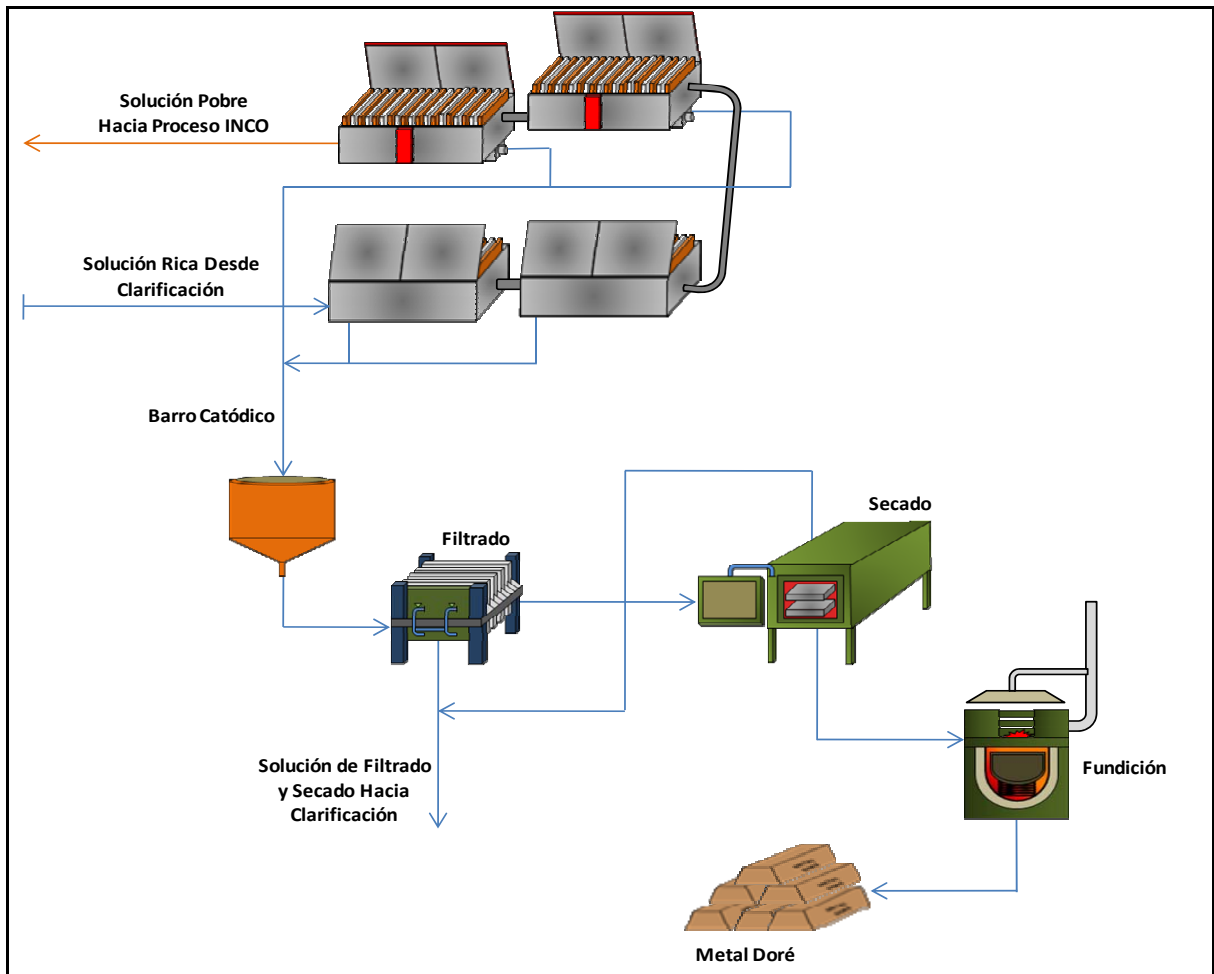 Solución Pobre
Hacia Proceso INCO
Solución Rica Desde
Clarificación
Barro Catódico
Filtrado
Secado
Solución de Filtrado
y Secado Hacia
Clarificación
Fundición
Metal Doré